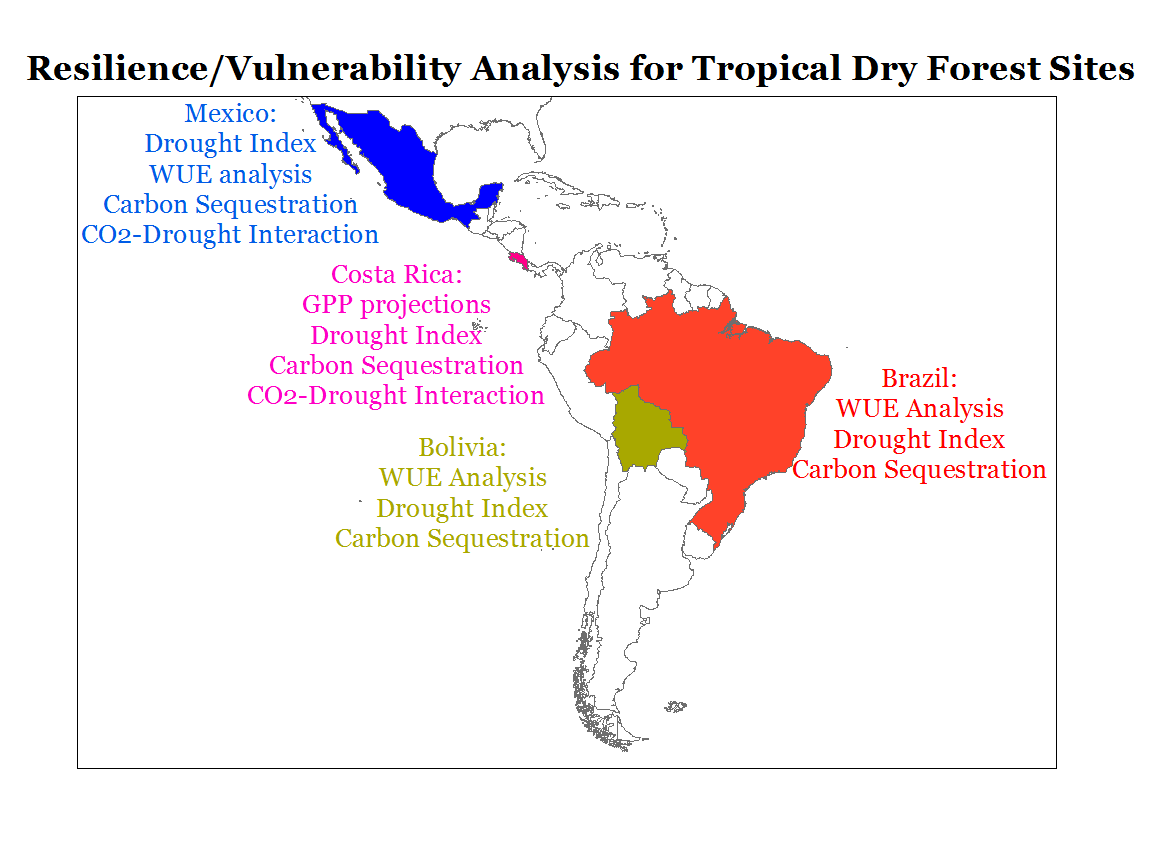 Resilience/Vulnerability Analysis for Tropical Dry Forest Sites
Mexico:
Drought Index
WUE analysis
Carbon Sequestration
CO2-Drought Interaction
Costa Rica:
GPP projections
Drought Index
Carbon Sequestration
CO2-Drought Interaction
Brazil:
WUE Analysis
Drought Index
Carbon Sequestration
Bolivia:
WUE Analysis
Drought Index
Carbon Sequestration